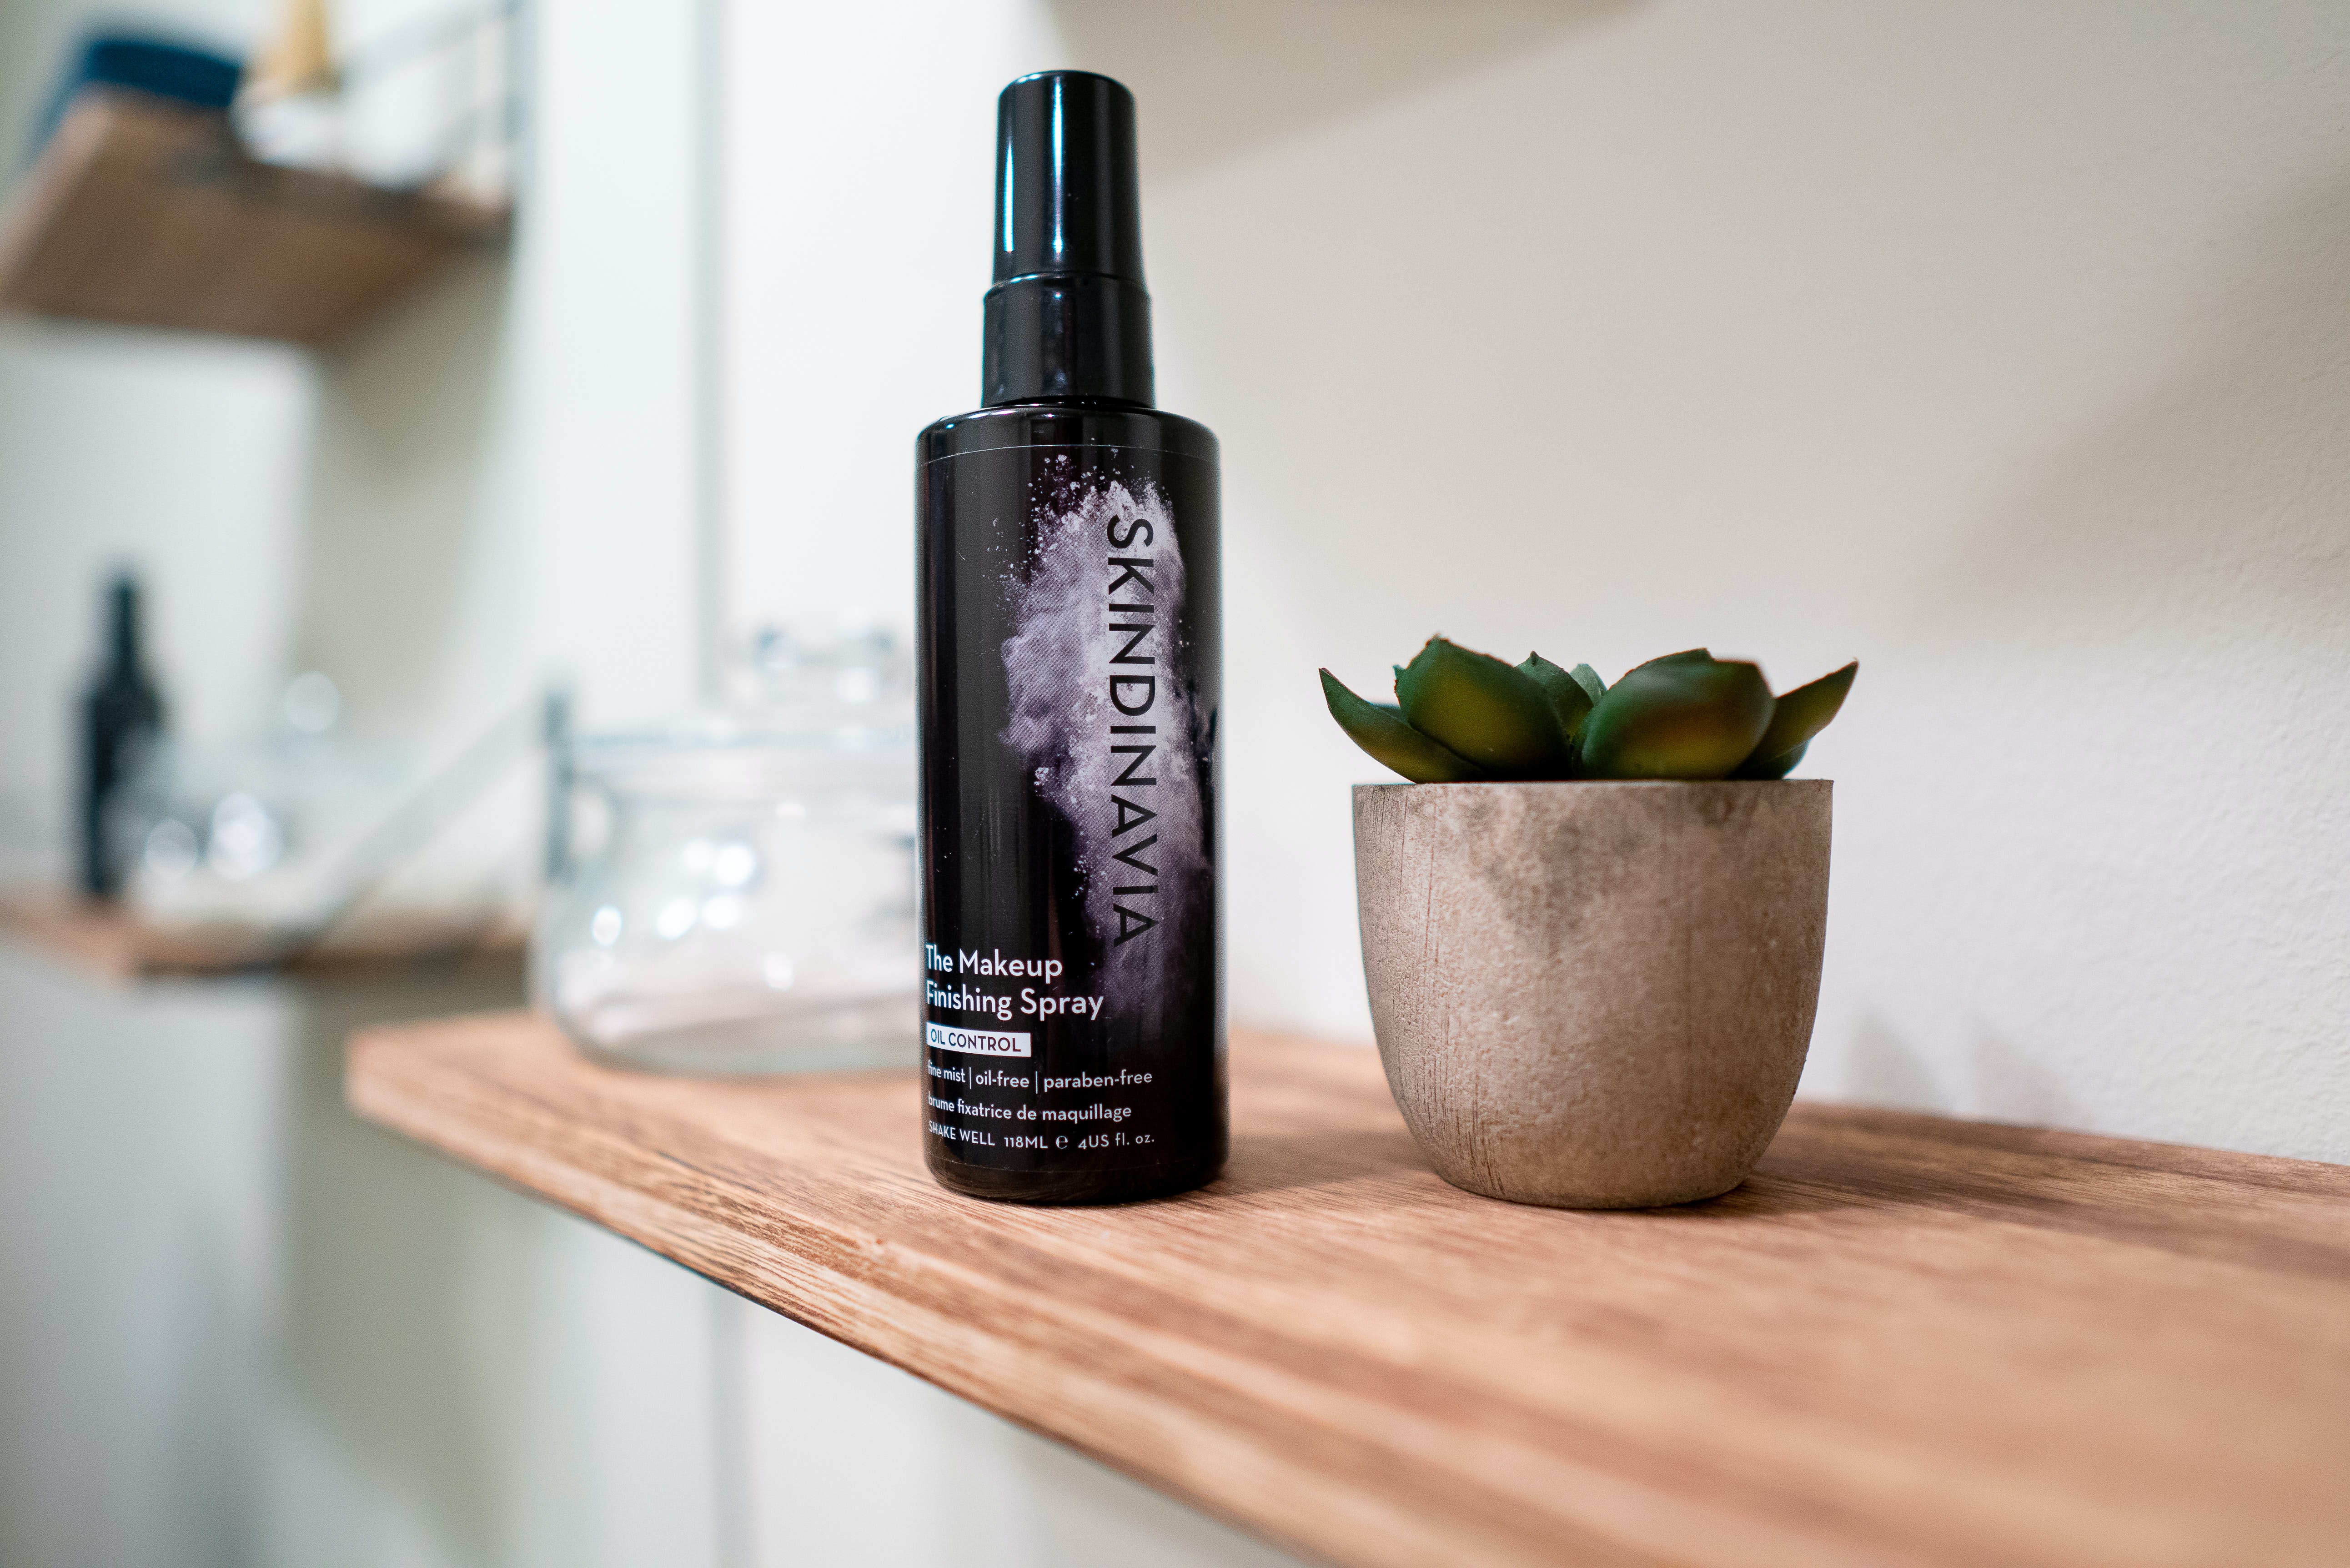 SKINDINAVIA
The Makeup
Finishing Spray
OIL CONTROL
fine mist | oil-free | paraben-free
brume fixatrice de maquillage
SHAKE WELL 118ML ℮ 4US fl. oz.